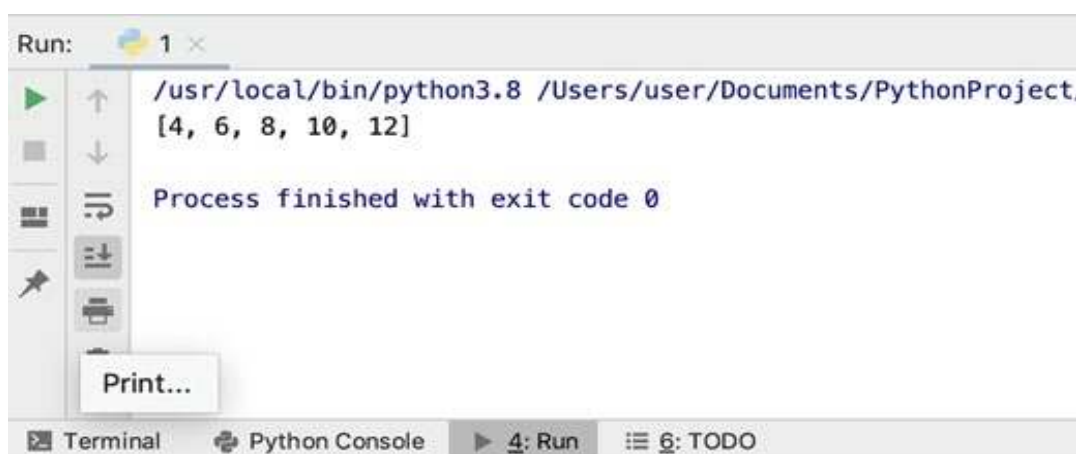 Run: 1
/usr/local/bin/python3.8 /Users/user/Documents/PythonProject/
[4, 6, 8, 10, 12]
Process finished with exit code 0
Print...
Terminal Python Console 4: Run 6: TODO